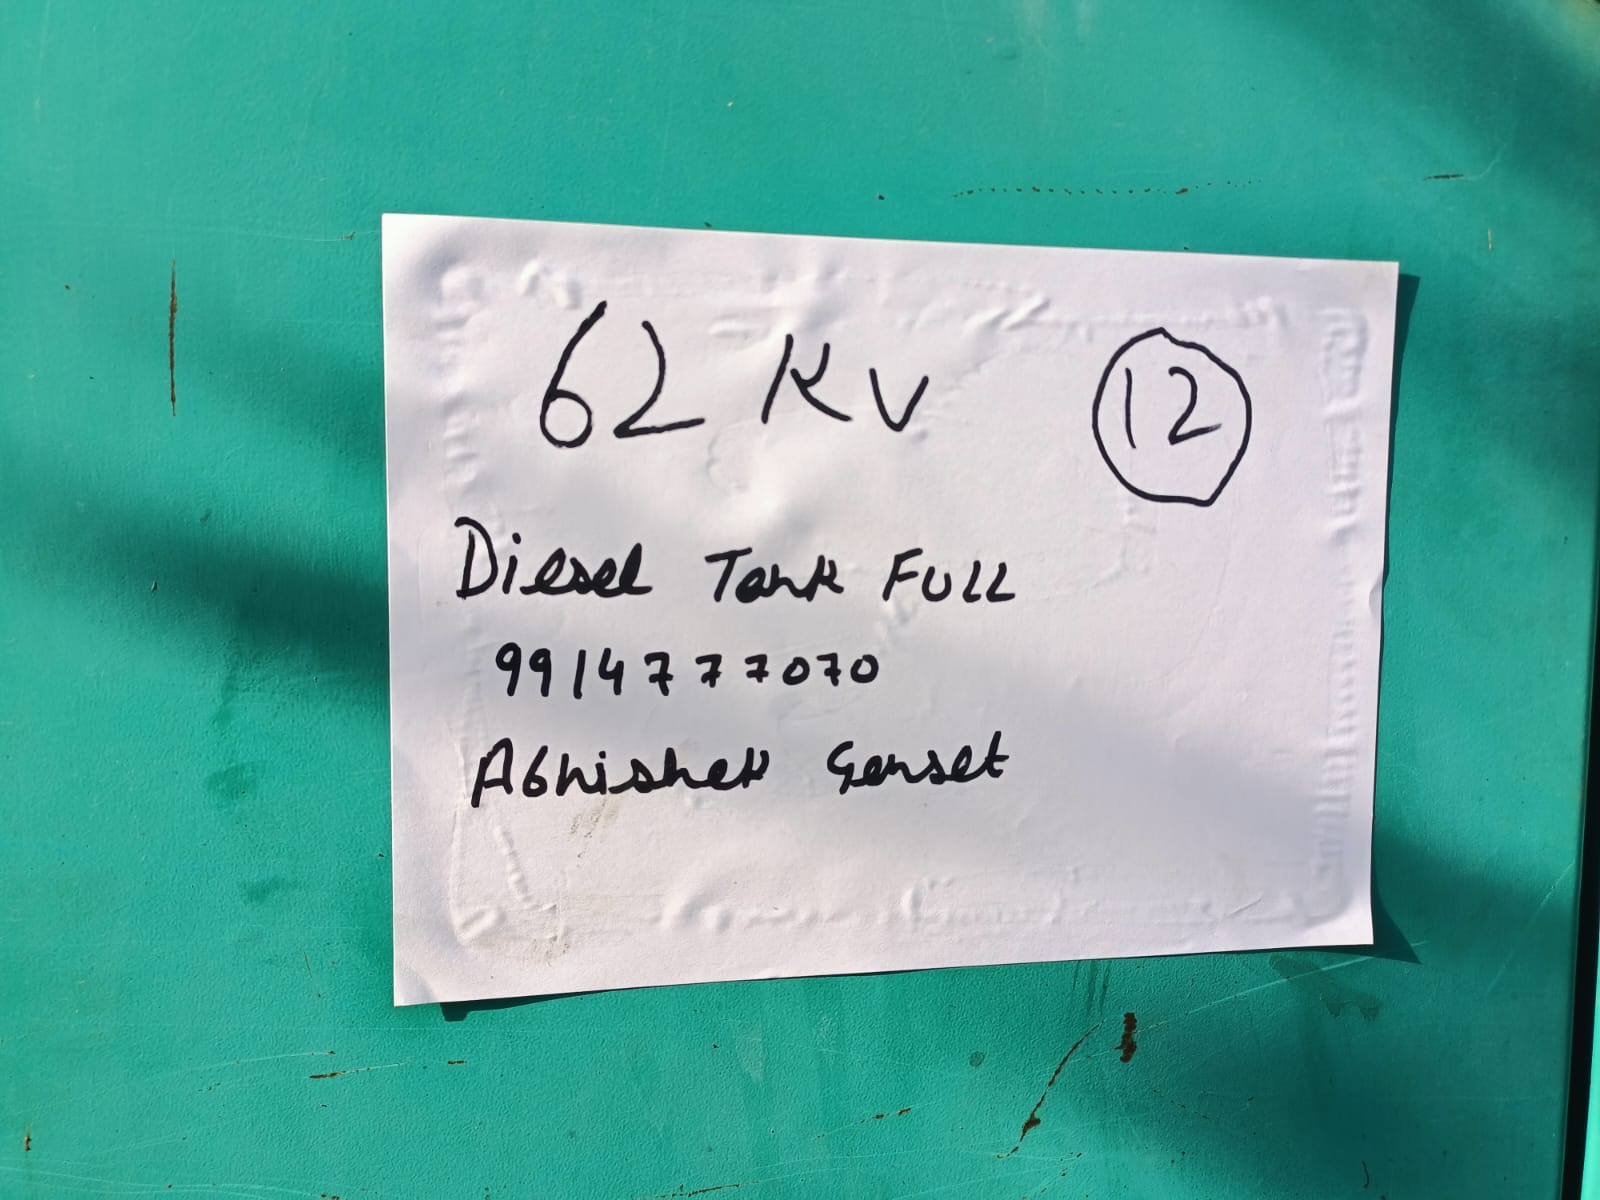 62 KV 12
Diesel Tank FULL
9914777070
Abhishek Genset